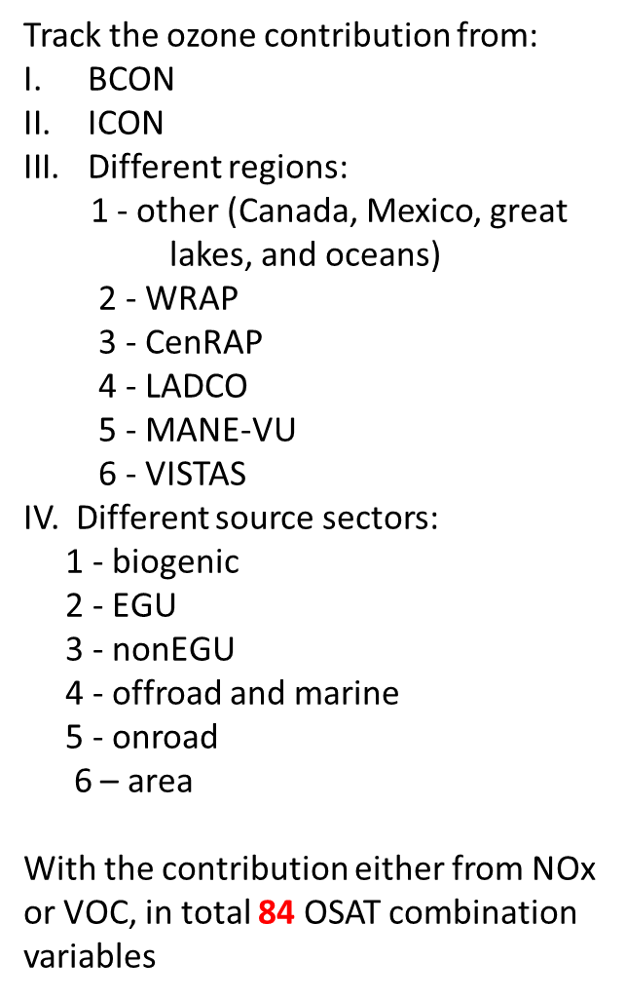 Track the ozone contribution from:
I. BCON
II. ICON
III. Different regions:
1 - other (Canada, Mexico, great
lakes, and oceans)
2 - WRAP
3 - CenRAP
4 - LADCO
5 - MANE-VU
6 - VISTAS
IV. Different source sectors:
1 - biogenic
2 - EGU
3 - nonEGU
4 - offroad and marine
5 - onroad
6 – area
With the contribution either from NOx
or VOC, in total 84 OSAT combination
variables